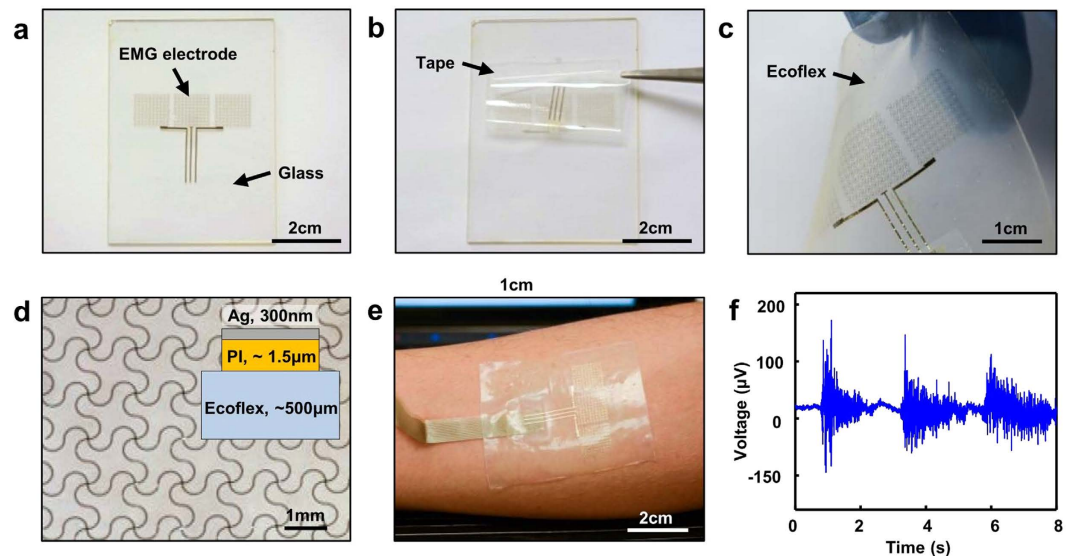 a
EMG electrode
Glass
2cm
b
Tape
2cm
c
Ecoflex
1cm
d
Ag, 300nm
PI, ~ 1.5μm
Ecoflex, ~500μm
1mm
1cm
e
2cm
f
200
100
0
-150
Voltage (μV)
0 2 4 6 8
Time (s)